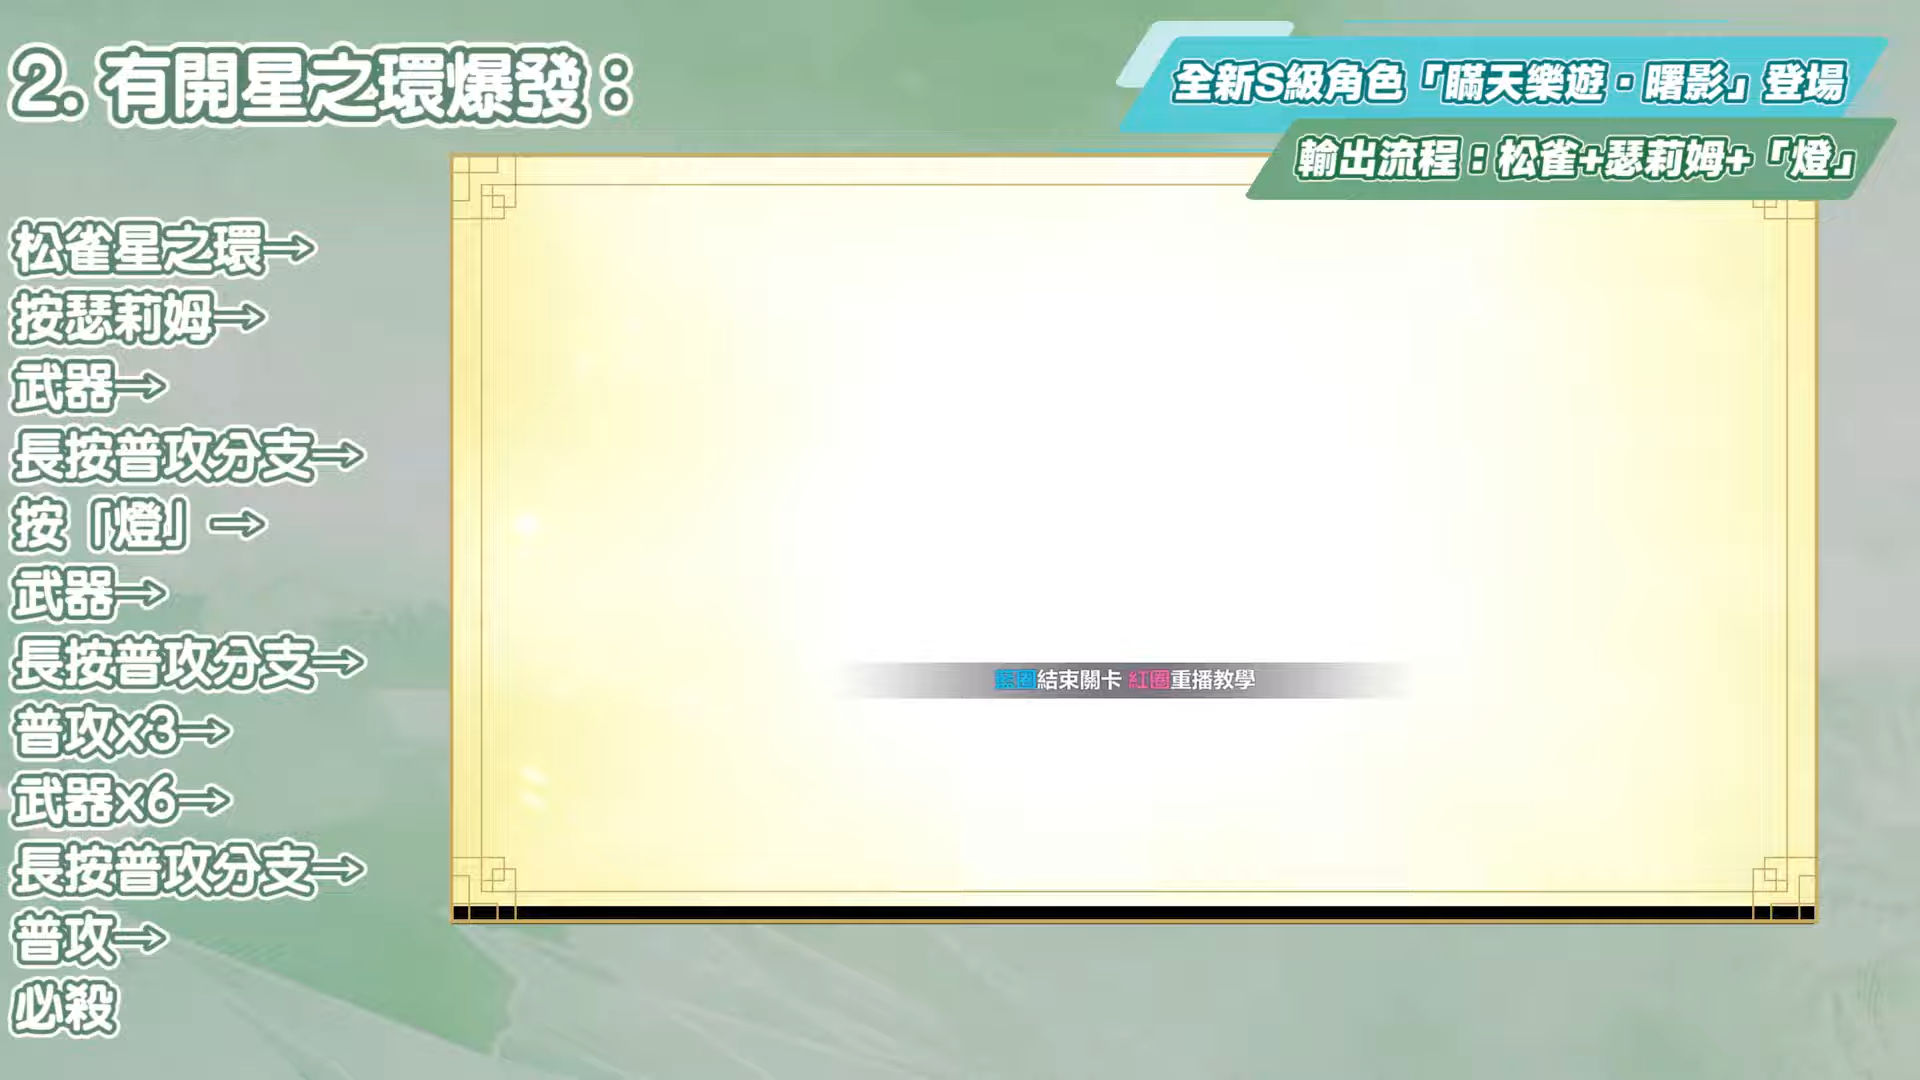 2. 有開星之環爆發：
全新S級角色「瞞天樂遊·曙影」登場
輸出流程：松雀+瑟莉姆+「燈」
松雀星之環→
按瑟莉姆→
武器→
長按普攻分支→
按「燈」→
武器→
長按普攻分支→
普攻x3→
武器x6→
長按普攻分支→
普攻→
必殺
藍圈結束關卡 紅圈重播教學